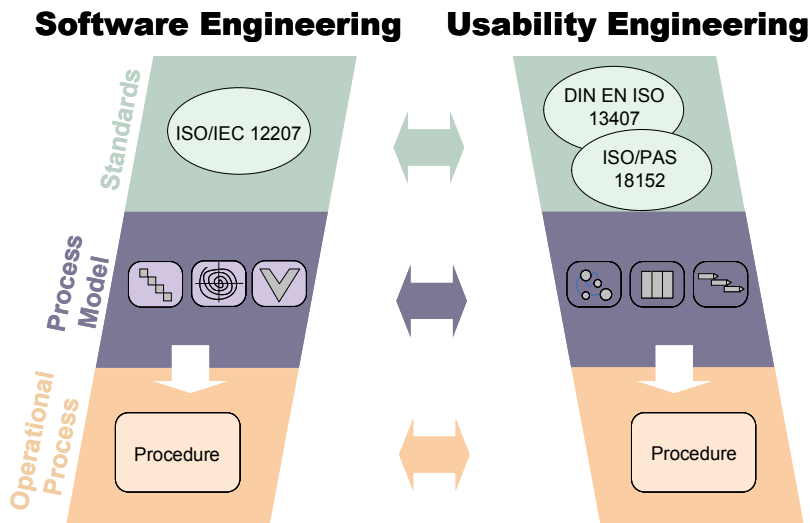 Software Engineering
Usability Engineering
Standards
ISO/IEC 12207
DIN EN ISO
13407
ISO/PAS
18152
Process
Model
Operational
Process
Procedure
Procedure